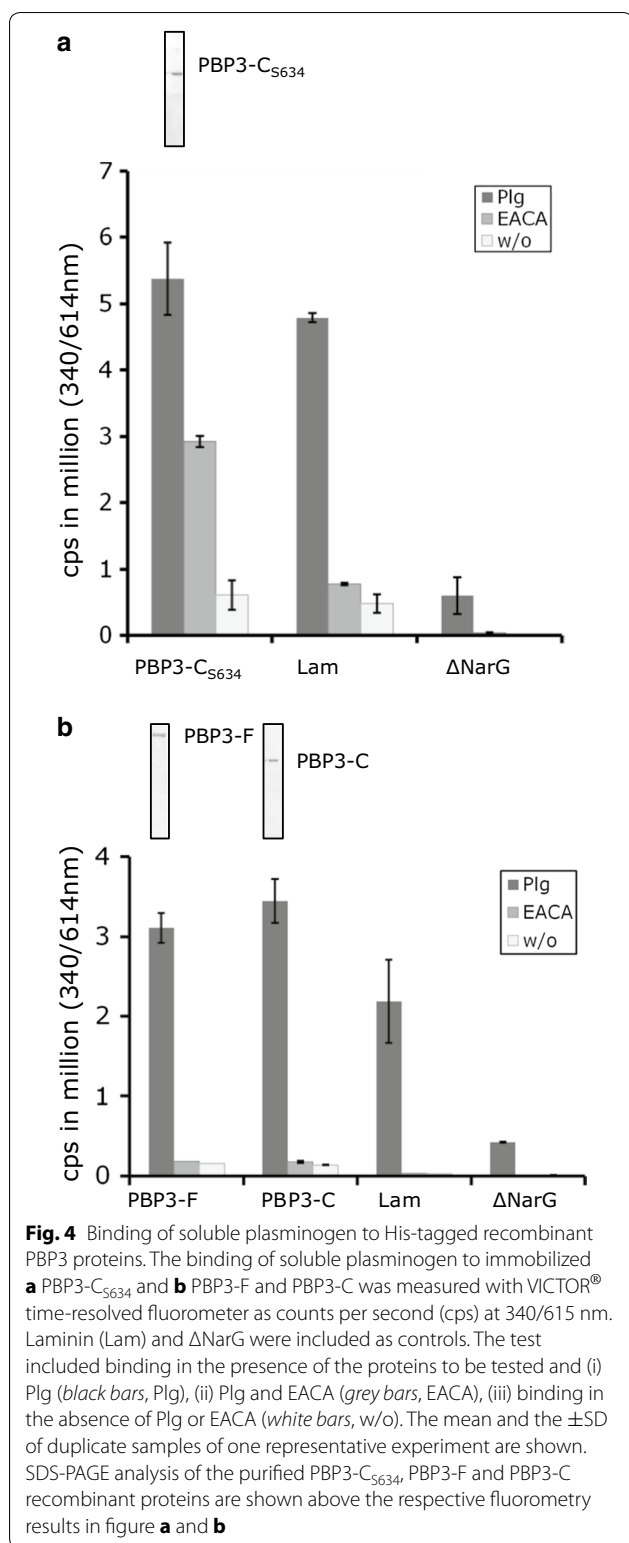 a
PBP3-C_S634
7
6
5
4
3
2
1
0
cps in million (340/614nm)
Plg
EACA
w/o
PBP3-C_S634 Lam ΔNarG
b
PBP3-F
PBP3-C
4
3
2
1
0
cps in million (340/614nm)
Plg
EACA
w/o
PBP3-F PBP3-C Lam ΔNarG
Fig. 4 Binding of soluble plasminogen to His-tagged recombinant
PBP3 proteins. The binding of soluble plasminogen to immobilized
a PBP3-C_S634 and b PBP3-F and PBP3-C was measured with VICTOR®
time-resolved fluorometer as counts per second (cps) at 340/615 nm.
Laminin (Lam) and ΔNarG were included as controls. The test
included binding in the presence of the proteins to be tested and (i)
Plg (black bars, Plg), (ii) Plg and EACA (grey bars, EACA), (iii) binding in
the absence of Plg or EACA (white bars, w/o). The mean and the ±SD
of duplicate samples of one representative experiment are shown.
SDS-PAGE analysis of the purified PBP3-C_S634, PBP3-F and PBP3-C
recombinant proteins are shown above the respective fluorometry
results in figure a and b